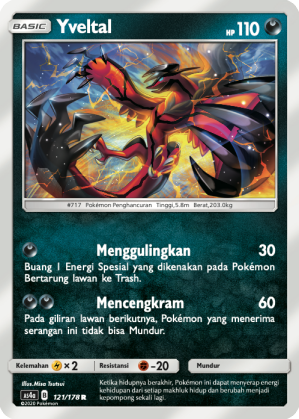 BASIC Yveltal HP 110
#717 Pokémon Penghancuran Tinggi,5.8m Berat,203.0kg
Menggulingkan 30
Buang 1 Energi Spesial yang dikenakan pada Pokémon
Bertarung lawan ke Trash.
Mencengkram 60
Pada giliran lawan berikutnya, Pokémon yang menerima
serangan ini tidak bisa Mundur.
Kelemahan ×2 Resistansi -20 Mundur
Illus.Misa Tsutsui
121/178 R
©2020 Pokémon
Ketika hidupnya berakhir, Pokémon ini dapat menyerap energi
kehidupan dari setiap makhluk hidup dan berubah menjadi
kepompong sekali lagi.